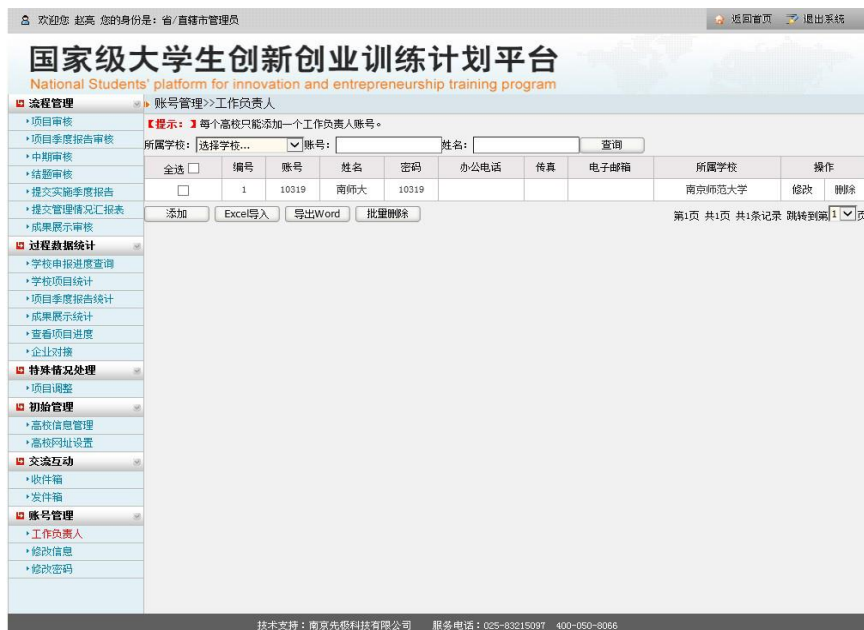 欢迎您 赵亮 您的身份是：省/直辖市管理员 返回首页 退出系统
国家级大学生创新创业训练计划平台
National Students' platform for innovation and entrepreneurship training program
流程管理
项目审核
项目季度报告审核
中期审核
结题审核
提交实施季度报告
提交管理情况汇报表
成果展示审核
过程数据统计
学校申报进度查询
学校项目统计
项目季度报告统计
成果展示统计
查看项目进度
企业对接
特殊情况处理
项目调整
初始管理
高校信息管理
高校网址设置
交流互动
收件箱
发件箱
账号管理
工作负责人
修改信息
修改密码
账号管理>>工作负责人
【提示：】每个高校只能添加一个工作负责人账号。
所属学校： 选择学校... 账号： 姓名： 查询
全选 编号 账号 姓名 密码 办公电话 传真 电子邮箱 所属学校 操作
1 10319 南师大 10319 南京师范大学 修改 删除
添加 Excel导入 导出Word 批量删除 第1页 共1页 共1条记录 跳转到第 1 页
技术支持：南京先极科技有限公司 服务电话：025-83215097 400-050-8066